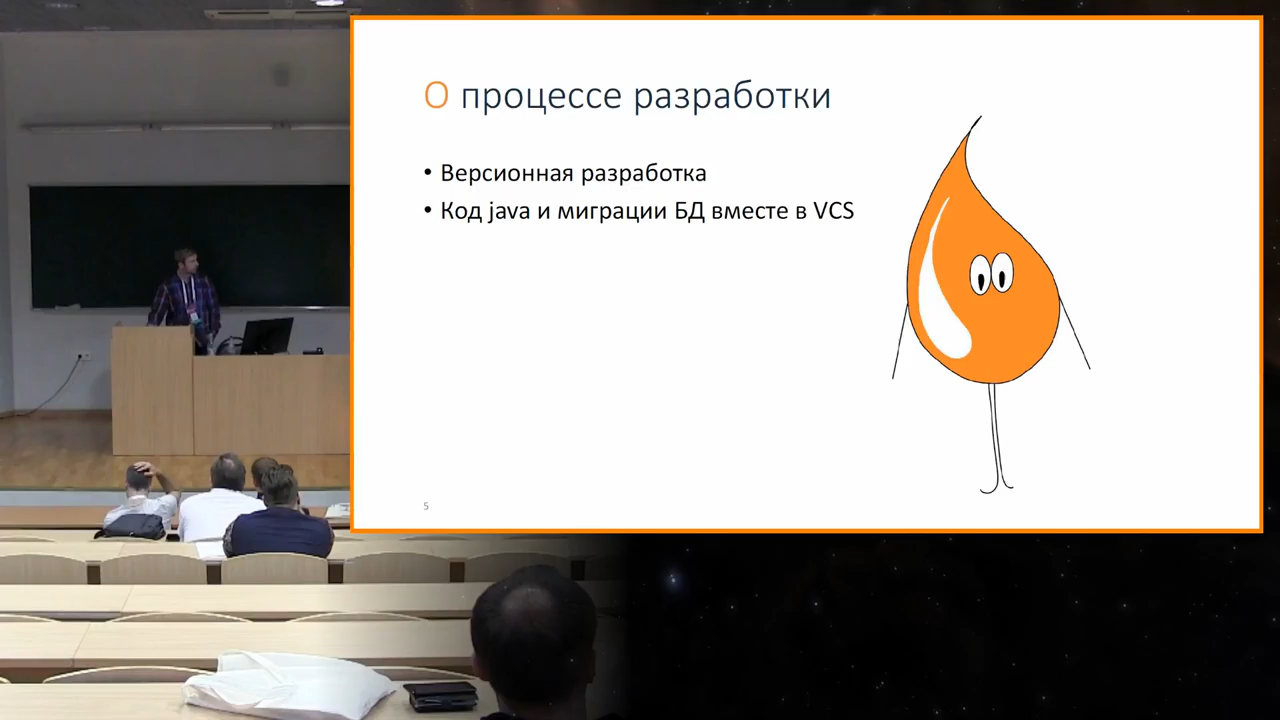 О процессе разработки
• Версионная разработка
• Код java и миграции БД вместе в VCS
5